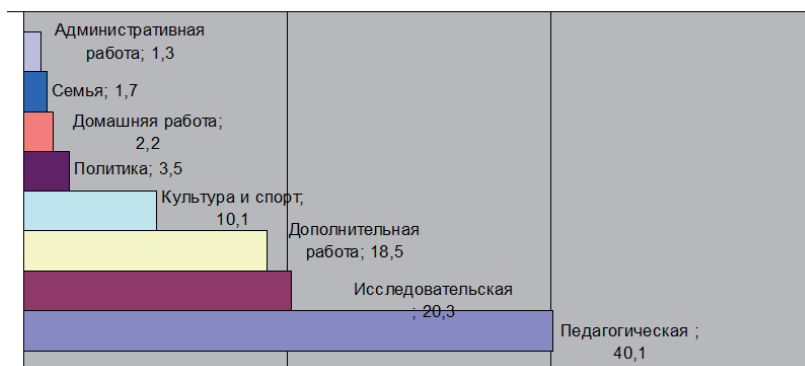 Административная
работа; 1,3
Семья; 1,7
Домашняя работа;
2,2
Политика; 3,5
Культура и спорт;
10,1
Дополнительная
работа; 18,5
Исследовательская
; 20,3
Педагогическая ;
40,1